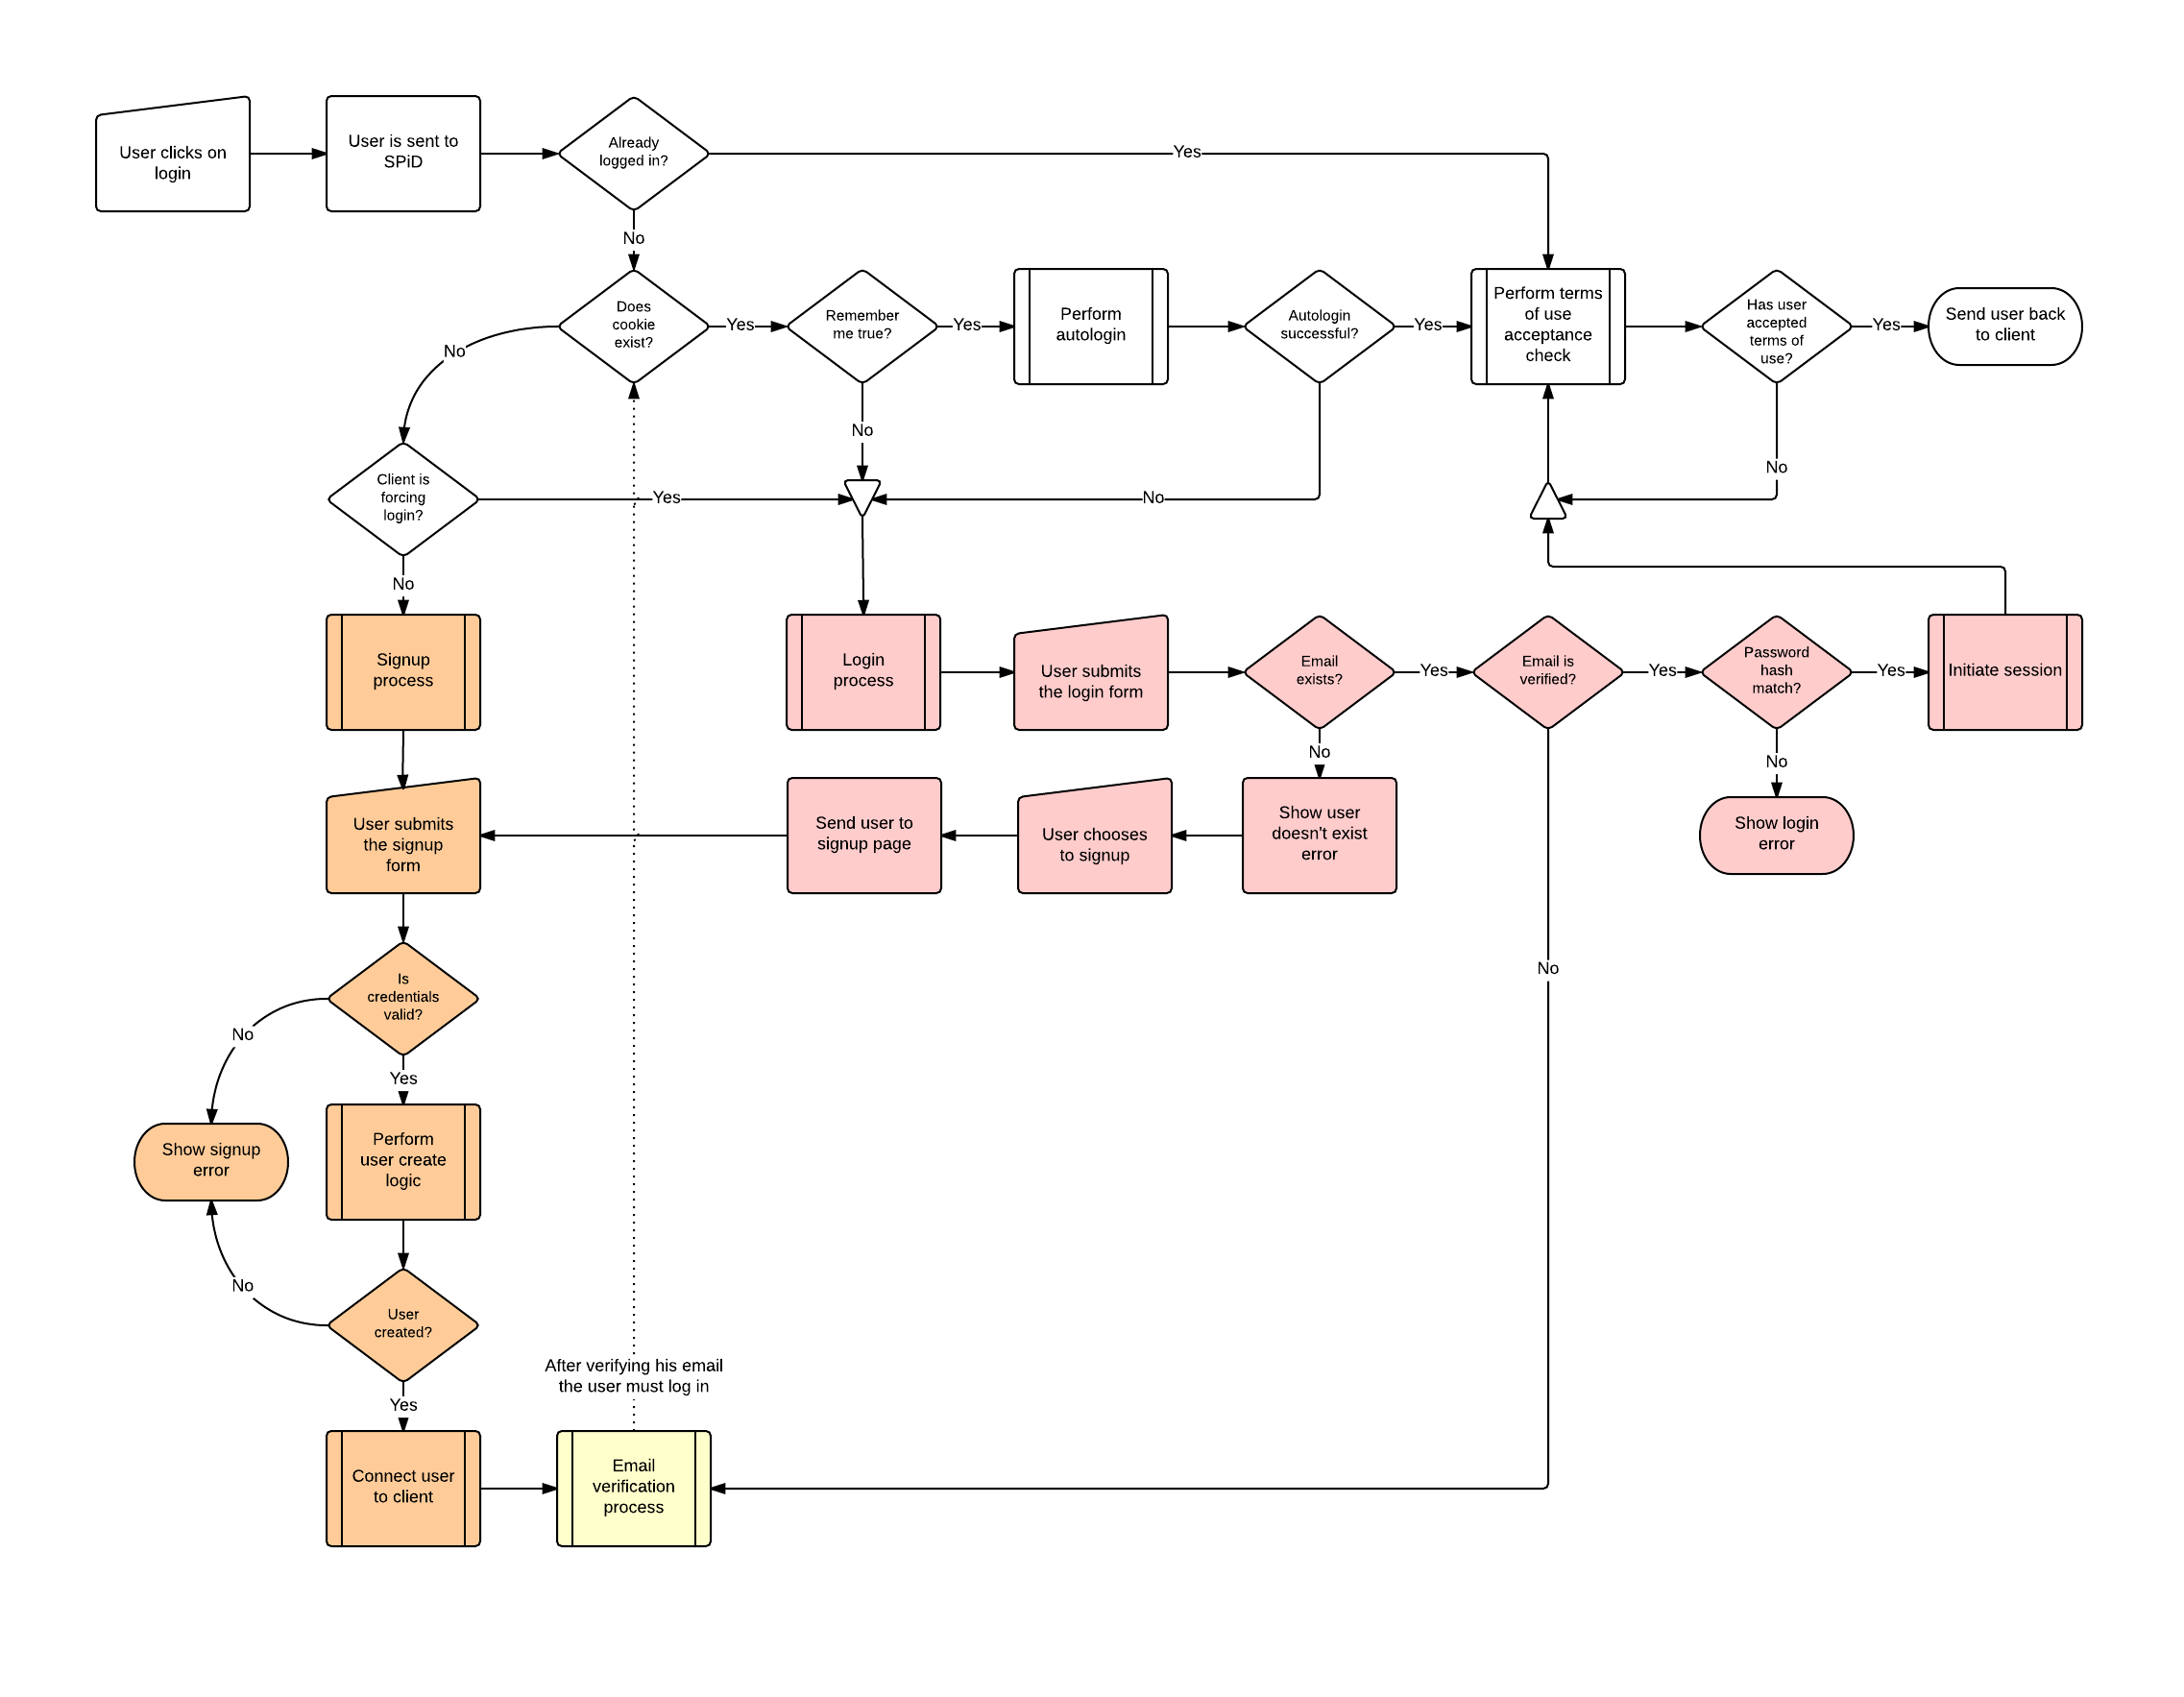 User clicks on
login
User is sent to
SPiD
Already
logged in?
Yes
No
Does
cookie
exist?
Yes
Remember
me true?
Yes
Perform
autologin
Autologin
successful?
Yes
Perform terms
of use
acceptance
check
Has user
accepted
terms of
use?
Yes
Send user back
to client
No
No
No
Client is
forcing
login?
Yes
No
No
Signup
process
Login
process
User submits
the login form
Email
exists?
Yes
Email is
verified?
Yes
Password
hash
match?
Yes
Initiate session
No
No
User submits
the signup
form
Send user to
signup page
User chooses
to signup
Show user
doesn't exist
error
Show login
error
No
Is
credentials
valid?
No
Yes
Show signup
error
Perform
user create
logic
No
User
created?
After verifying his email
the user must log in
Yes
Connect user
to client
Email
verification
process